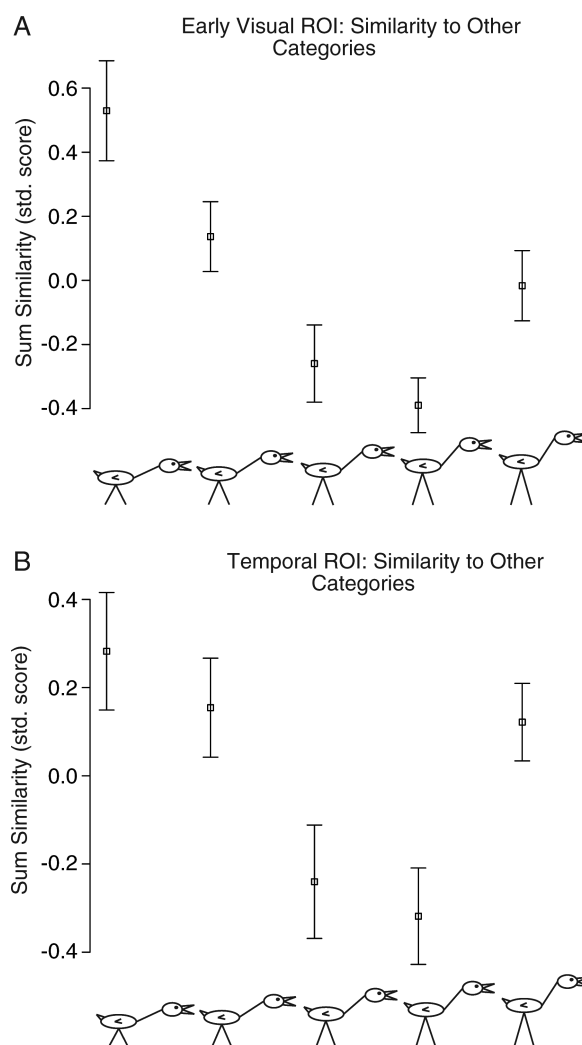 A
Early Visual ROI: Similarity to Other
Categories
Sum Similarity (std. score)
0.6
0.4
0.2
0.0
-0.2
-0.4
B
Temporal ROI: Similarity to Other
Categories
Sum Similarity (std. score)
0.4
0.2
0.0
-0.2
-0.4